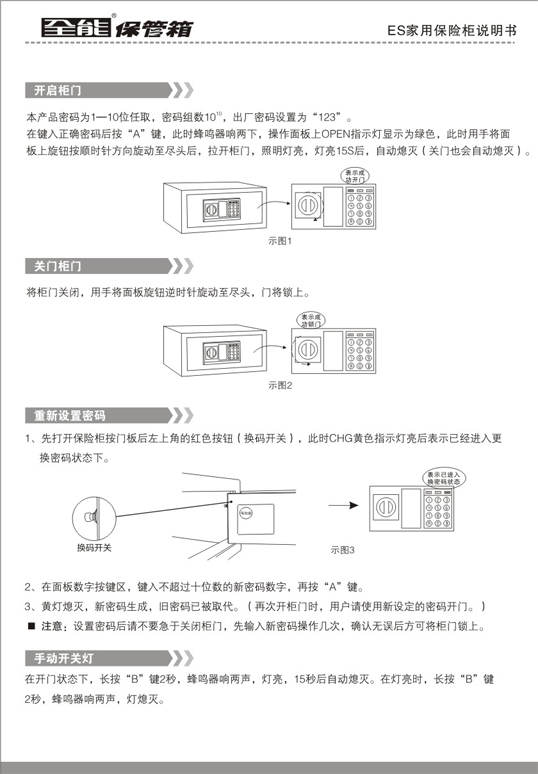 全能®保管箱
ES家用保险柜说明书
开启柜门
本产品密码为1—10位任取，密码组数10¹⁰，出厂密码设置为“123”。
在键入正确密码后按“A”键，此时蜂鸣器响两下，操作面板上OPEN指示灯显示为绿色，此时用手将面
板上旋钮按顺时针方向旋动至尽头后，拉开柜门，照明灯亮，灯亮15S后，自动熄灭（关门也会自动熄灭）。
表示成
功开门
示图1
关门柜门
将柜门关闭，用手将面板旋钮逆时针旋动至尽头，门将锁上。
表示成
功锁门
示图2
重新设置密码
1、先打开保险柜按门板后左上角的红色按钮（换码开关），此时CHG黄色指示灯亮后表示已经进入更
换密码状态下。
表示已进入
换密码状态
换码开关
示图3
2、在面板数字按键区，键入不超过十位数的新密码数字，再按“A”键。
3、黄灯熄灭，新密码生成，旧密码已被取代。（再次开柜门时，用户请使用新设定的密码开门。）
■ 注意：设置密码后请不要急于关闭柜门，先输入新密码操作几次，确认无误后方可将柜门锁上。
手动开关灯
在开门状态下，长按“B”键2秒，蜂鸣器响两声，灯亮，15秒后自动熄灭。在灯亮时，长按“B”键
2秒，蜂鸣器响两声，灯熄灭。